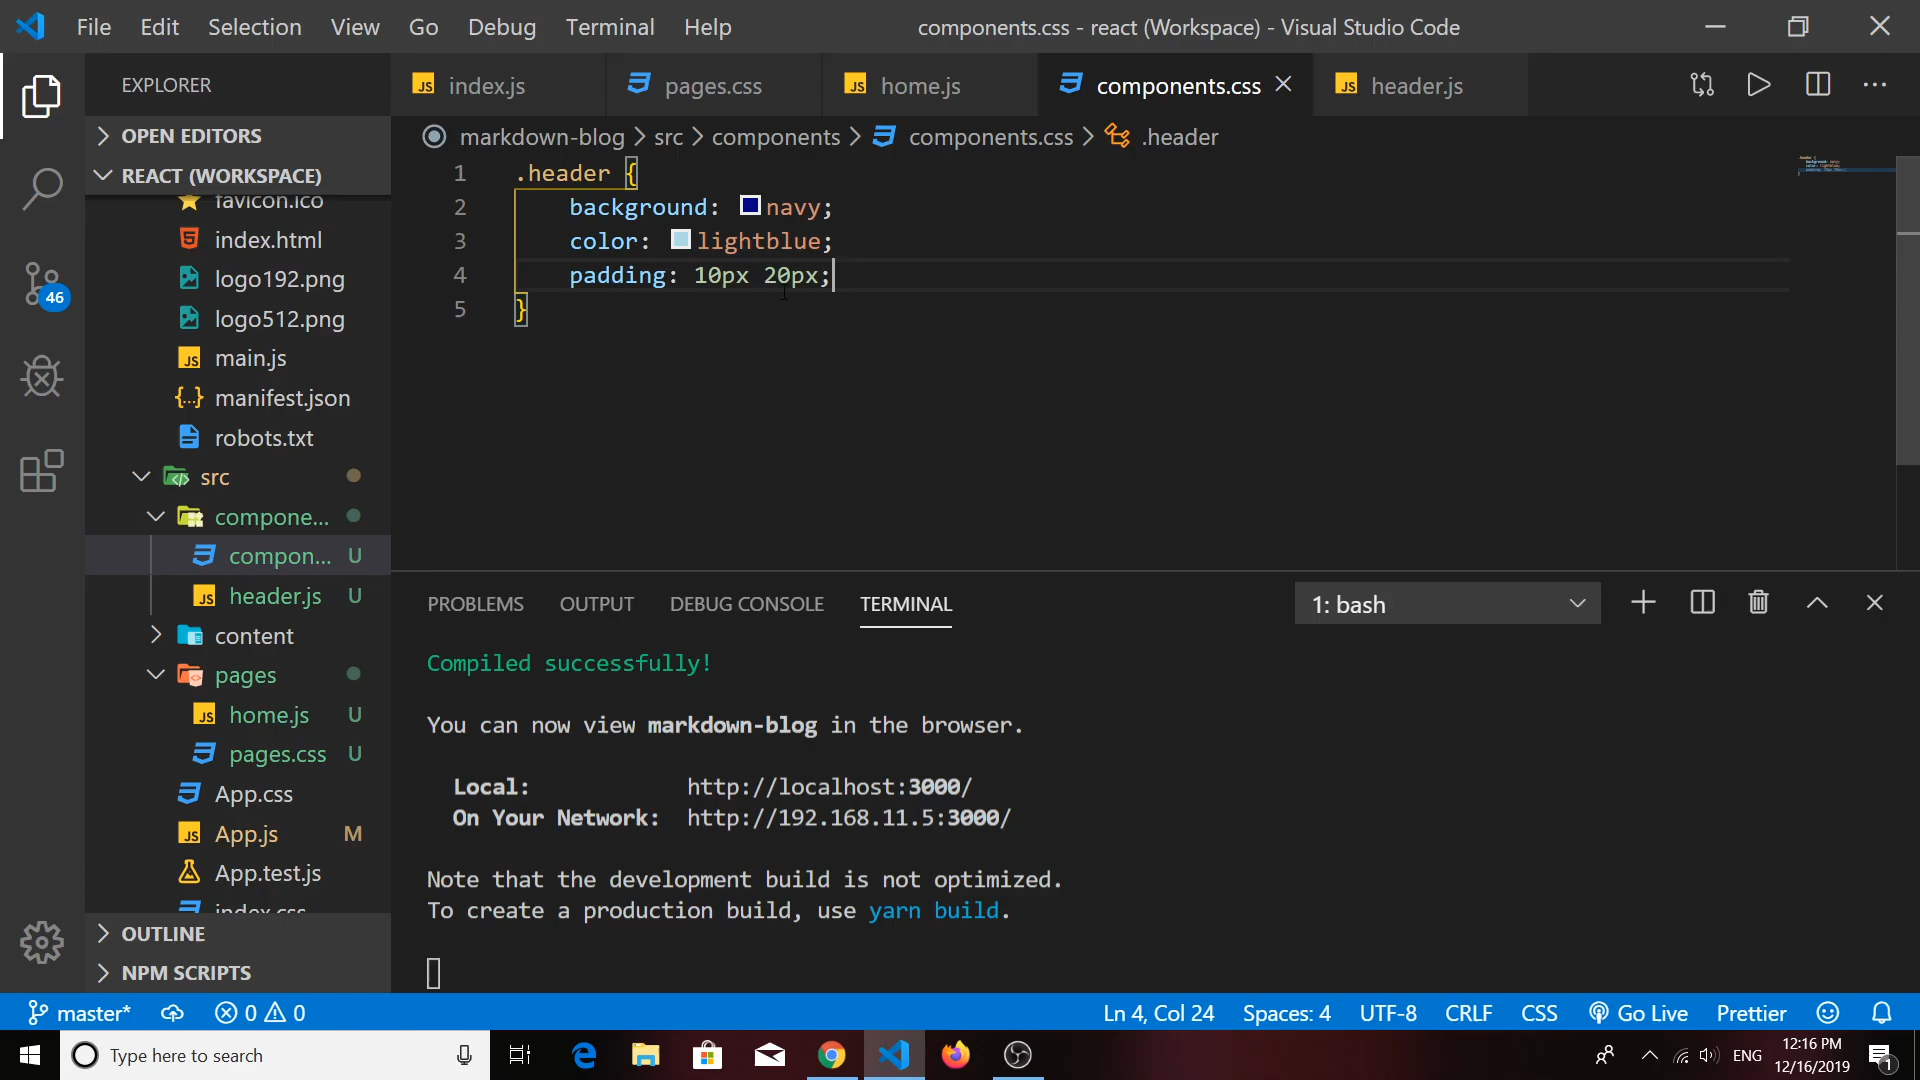 File Edit Selection View Go Debug Terminal Help
components.css - react (Workspace) - Visual Studio Code
EXPLORER
OPEN EDITORS
REACT (WORKSPACE)
favicon.ico
index.html
logo192.png
logo512.png
main.js
manifest.json
robots.txt
src
compone...
compon... U
header.js U
content
pages
home.js U
pages.css U
App.css
App.js M
App.test.js
index.css
OUTLINE
NPM SCRIPTS
46
index.js pages.css home.js components.css header.js
markdown-blog > src > components > components.css > .header
1 .header {
2 background: navy;
3 color: lightblue;
4 padding: 10px 20px;
5 }
PROBLEMS OUTPUT DEBUG CONSOLE TERMINAL
1: bash
Compiled successfully!
You can now view markdown-blog in the browser.
Local: http://localhost:3000/
On Your Network: http://192.168.11.5:3000/
Note that the development build is not optimized.
To create a production build, use yarn build.
master* 0 0
Ln 4, Col 24 Spaces: 4 UTF-8 CRLF CSS Go Live Prettier
Type here to search
ENG
12:16 PM
12/16/2019
1